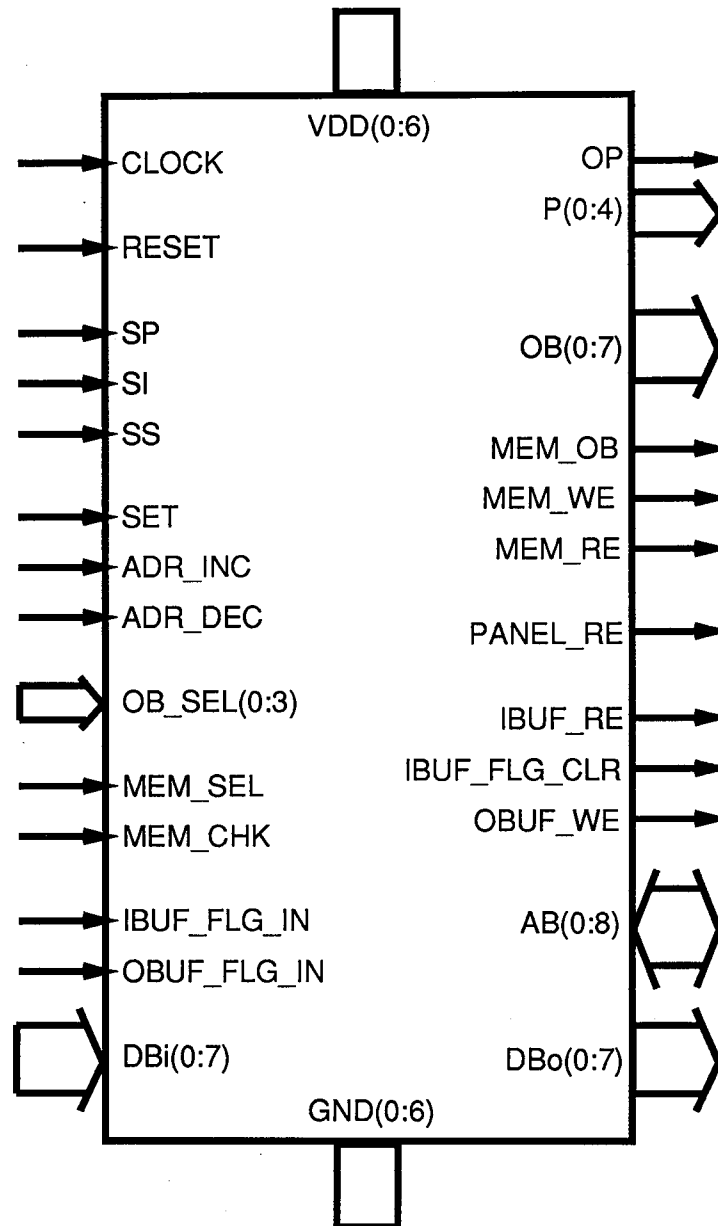 VDD(0:6)
CLOCK
RESET
SP
SI
SS
SET
ADR_INC
ADR_DEC
OB_SEL(0:3)
MEM_SEL
MEM_CHK
IBUF_FLG_IN
OBUF_FLG_IN
DBi(0:7)
OP
P(0:4)
OB(0:7)
MEM_OB
MEM_WE
MEM_RE
PANEL_RE
IBUF_RE
IBUF_FLG_CLR
OBUF_WE
AB(0:8)
DBo(0:7)
GND(0:6)